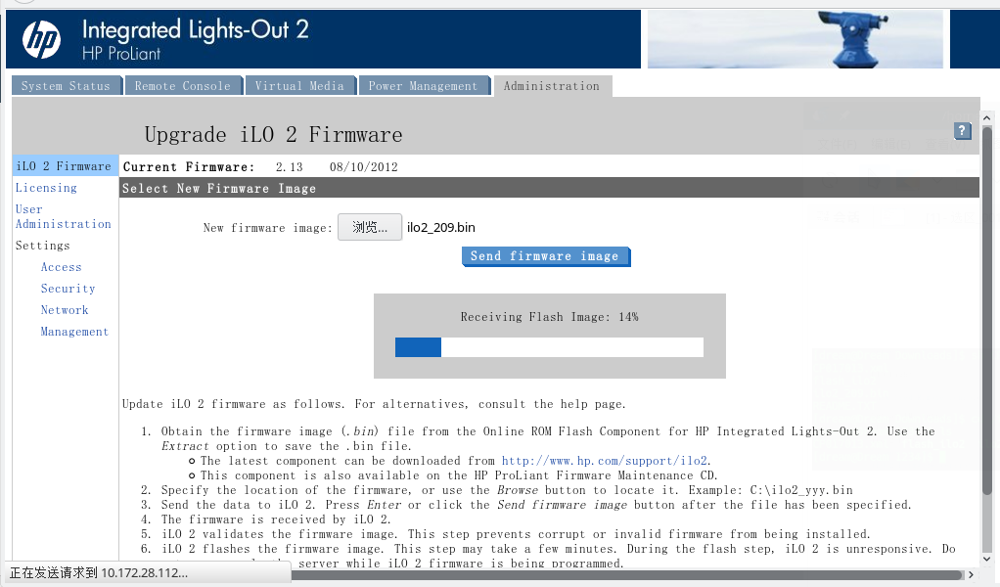 hp
Integrated Lights-Out 2
HP ProLiant
System Status Remote Console Virtual Media Power Management Administration
Upgrade iLO 2 Firmware
?
iLO 2 Firmware
Licensing
User
Administration
Settings
Access
Security
Network
Management
Current Firmware: 2.13 08/10/2012
Select New Firmware Image
New firmware image: 浏览... ilo2_209.bin
Send firmware image
Receiving Flash Image: 14%
Update iLO 2 firmware as follows. For alternatives, consult the help page.
1. Obtain the firmware image (.bin) file from the Online ROM Flash Component for HP Integrated Lights-Out 2. Use the
Extract option to save the .bin file.
The latest component can be downloaded from http://www.hp.com/support/ilo2.
This component is also available on the HP ProLiant Firmware Maintenance CD.
2. Specify the location of the firmware, or use the Browse button to locate it. Example: C:\ilo2_yyy.bin
3. Send the data to iLO 2. Press Enter or click the Send firmware image button after the file has been specified.
4. The firmware is received by iLO 2.
5. iLO 2 validates the firmware image. This step prevents corrupt or invalid firmware from being installed.
6. iLO 2 flashes the firmware image. This step may take a few minutes. During the flash step, iLO 2 is unresponsive. Do
server while iLO 2 firmware is being programmed.
正在发送请求到 10.172.28.112...